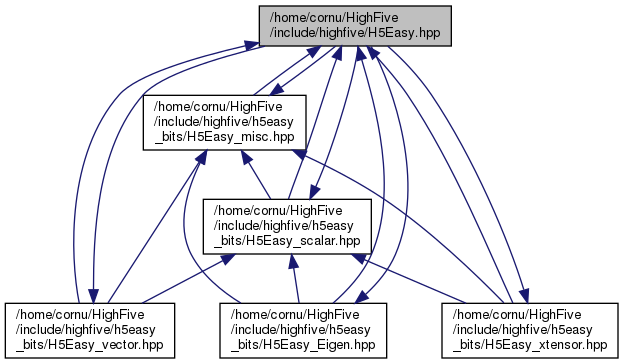 /home/cornu/HighFive
/include/highfive/H5Easy.hpp
/home/cornu/HighFive
/include/highfive/h5easy
_bits/H5Easy_misc.hpp
/home/cornu/HighFive
/include/highfive/h5easy
_bits/H5Easy_scalar.hpp
/home/cornu/HighFive
/include/highfive/h5easy
_bits/H5Easy_vector.hpp
/home/cornu/HighFive
/include/highfive/h5easy
_bits/H5Easy_Eigen.hpp
/home/cornu/HighFive
/include/highfive/h5easy
_bits/H5Easy_xtensor.hpp